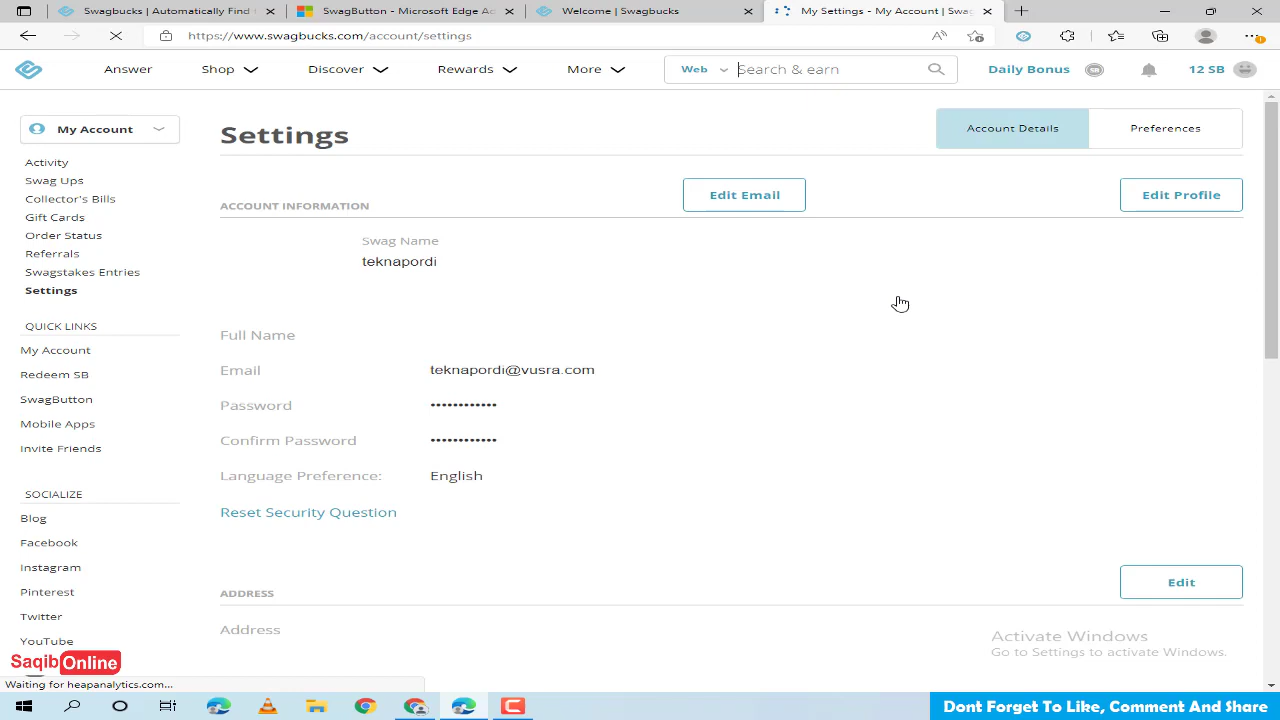 Swagbucks | Automatically Find
SwagButton - Microsoft Edge Ad
Welcome | Swagbucks
My Settings - My Account | Swag
https://www.swagbucks.com/account/settings
Answer
Shop
Discover
Rewards
More
Web
Search & earn
Daily Bonus
SB
12 SB
My Account
Activity
Swag Ups
Collector's Bills
Gift Cards
Order Status
Referrals
Swagstakes Entries
Settings
QUICK LINKS
My Account
Redeem SB
SwagButton
Mobile Apps
Invite Friends
SOCIALIZE
Blog
Facebook
Instagram
Pinterest
Twitter
YouTube
Settings
Account Details
Preferences
ACCOUNT INFORMATION
Edit Email
Edit Profile
Swag Name
teknapordi
Full Name
Email
teknapordi@vusra.com
Password
••••••••••••
Confirm Password
••••••••••••
Language Preference:
English
Reset Security Question
ADDRESS
Edit
Address
Activate Windows
Go to Settings to activate Windows.
Saqib Online
Waiting for heapanalytics.com...
Dont Forget To Like, Comment And Share